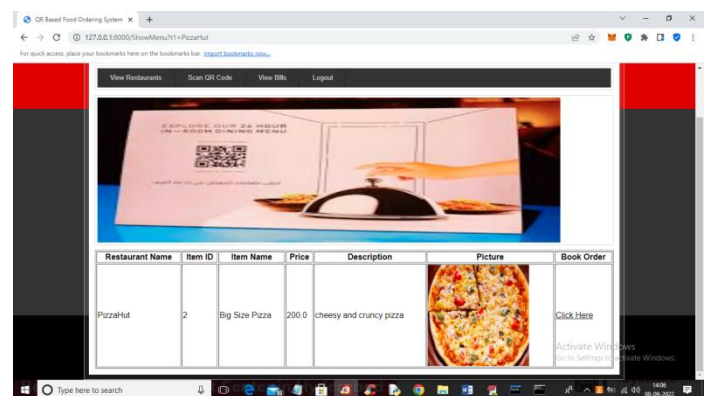 QR Based Food Ordering System
127.0.0.1:8000/ShowMenu?t1=PizzaHut
For quick access, place your bookmarks here on the bookmarks bar. Import bookmarks now...
View Restaurants Scan QR Code View Bills Logout
EXPLORE OUR 24 HOUR
IN-ROOM DINING MENU
Restaurant Name Item ID Item Name Price Description Picture Book Order
PizzaHut 2 Big Size Pizza 200.0 cheesy and cruncy pizza Click Here
Activate Windows
Go to Settings to activate Windows.
Type here to search
14:06
08-09-2022